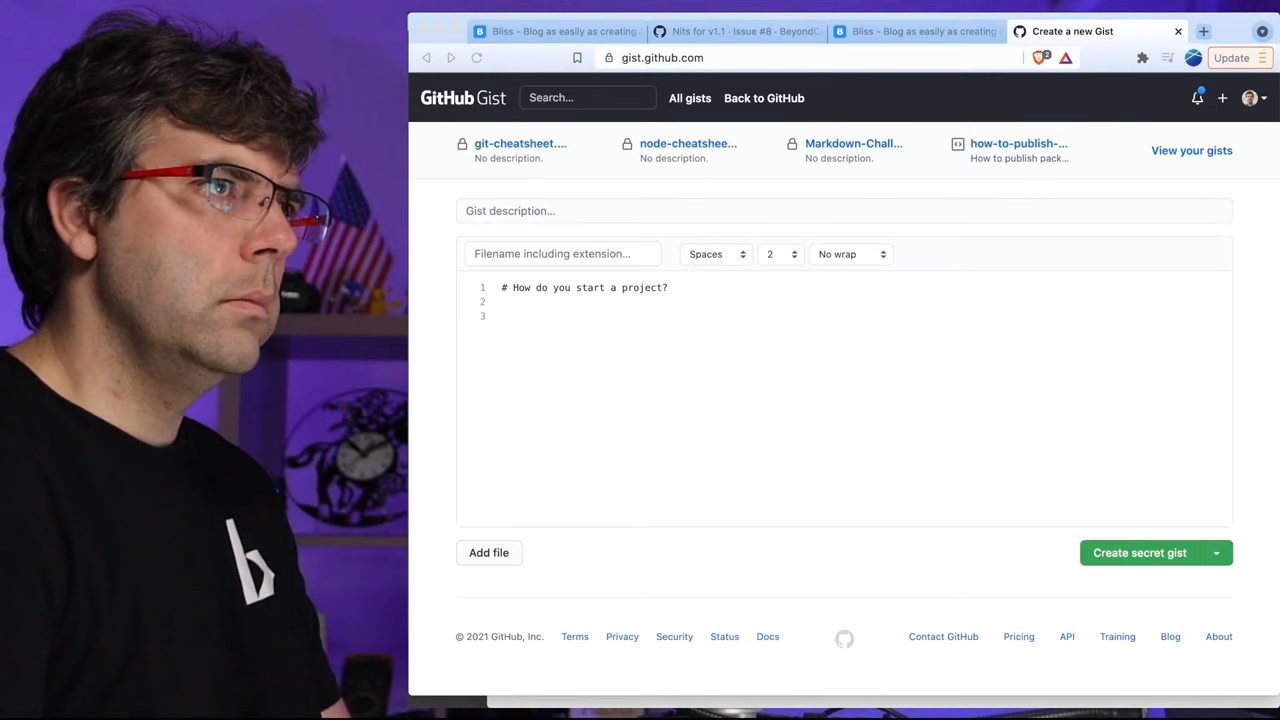 Bliss - Blog as easily as creating
Nits for v1.1 · Issue #8 · BeyondC
Bliss - Blog as easily as creating
Create a new Gist
gist.github.com
2
Update
GitHub Gist
Search...
All gists
Back to GitHub
git-cheatsheet....
No description.
node-cheatshee...
No description.
Markdown-Chall...
No description.
how-to-publish-...
How to publish pack...
View your gists
Gist description...
Filename including extension...
Spaces
2
No wrap
1 # How do you start a project?
2
3
Add file
Create secret gist
© 2021 GitHub, Inc.
Terms
Privacy
Security
Status
Docs
Contact GitHub
Pricing
API
Training
Blog
About
b